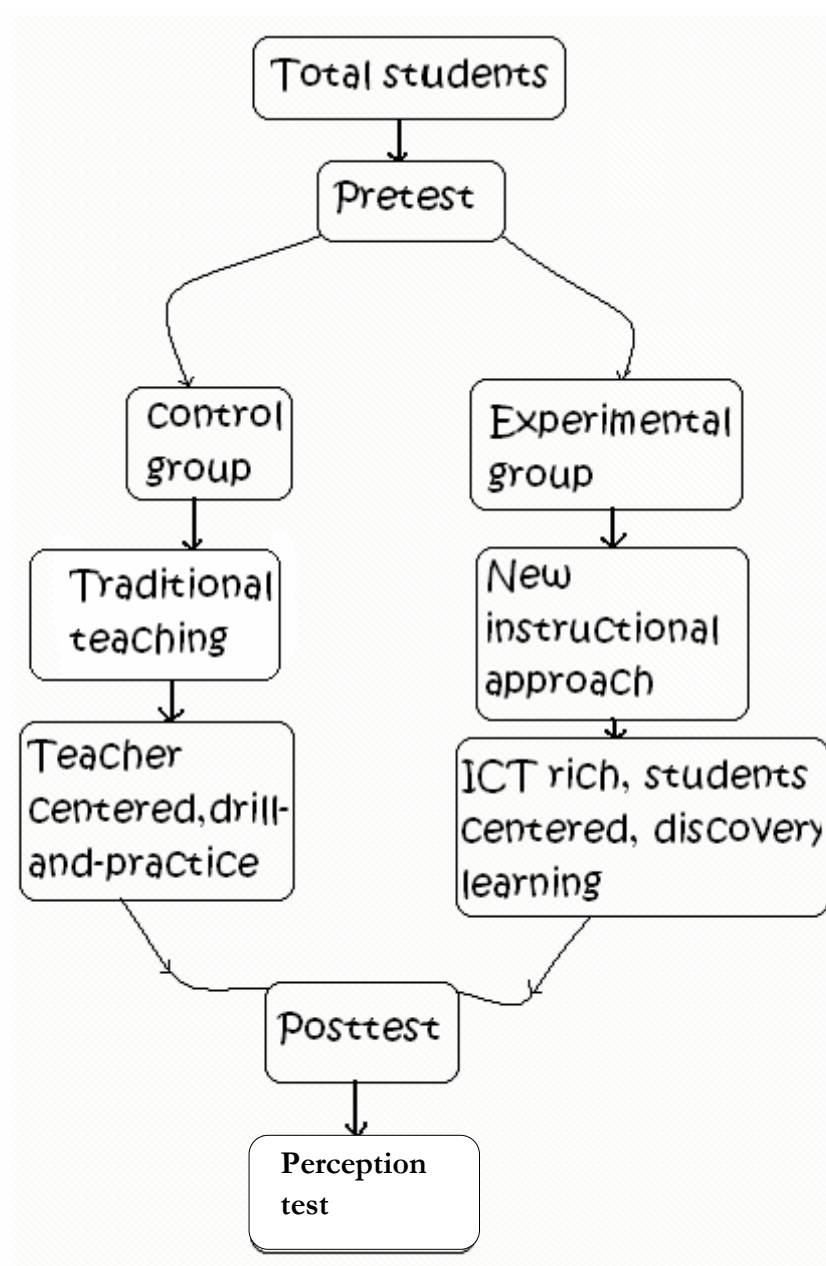 Total students
Pretest
Control
group
Experimental
group
Traditional
teaching
New
instructional
approach
Teacher
centered, drill-
and-practice
ICT rich, students
centered, discovery
learning
Posttest
Perception
test